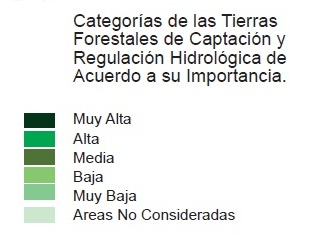 Categorías de las Tierras
Forestales de Captación y
Regulación Hidrológica de
Acuerdo a su Importancia.
Muy Alta
Alta
Media
Baja
Muy Baja
Areas No Consideradas